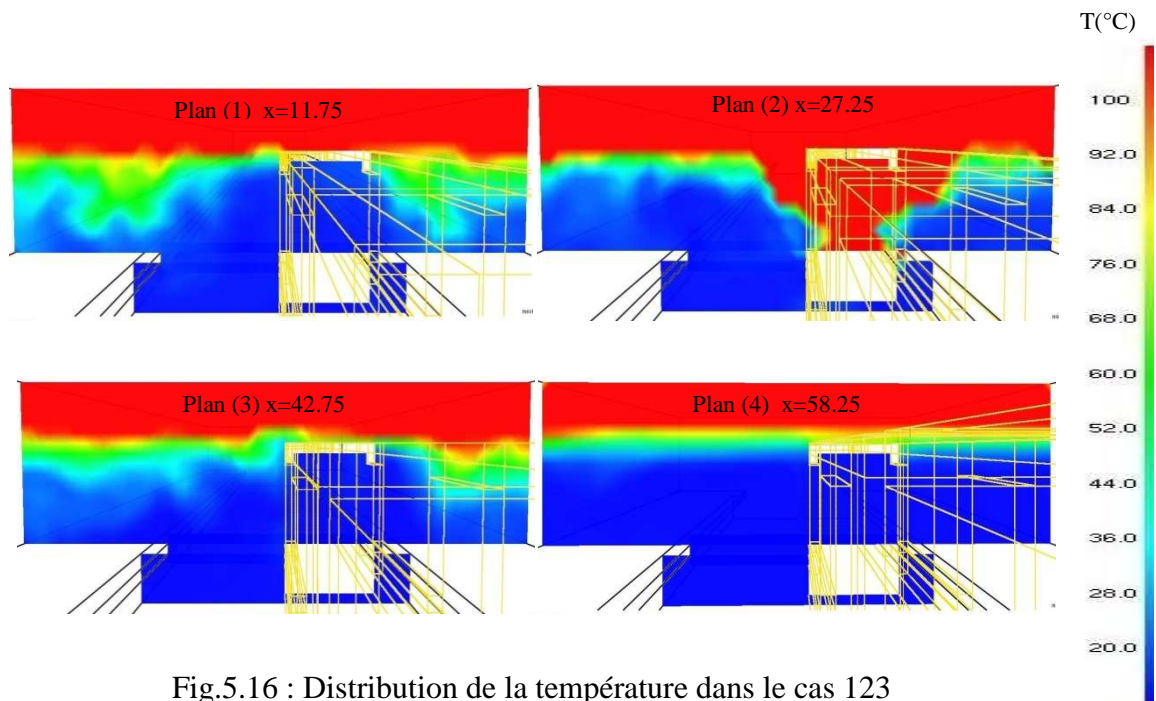 T(°C)
Plan (1) x=11.75
Plan (2) x=27.25
100
92.0
84.0
76.0
68.0
60.0
52.0
44.0
36.0
28.0
20.0
Plan (3) x=42.75
Plan (4) x=58.25
Fig.5.16 : Distribution de la température dans le cas 123